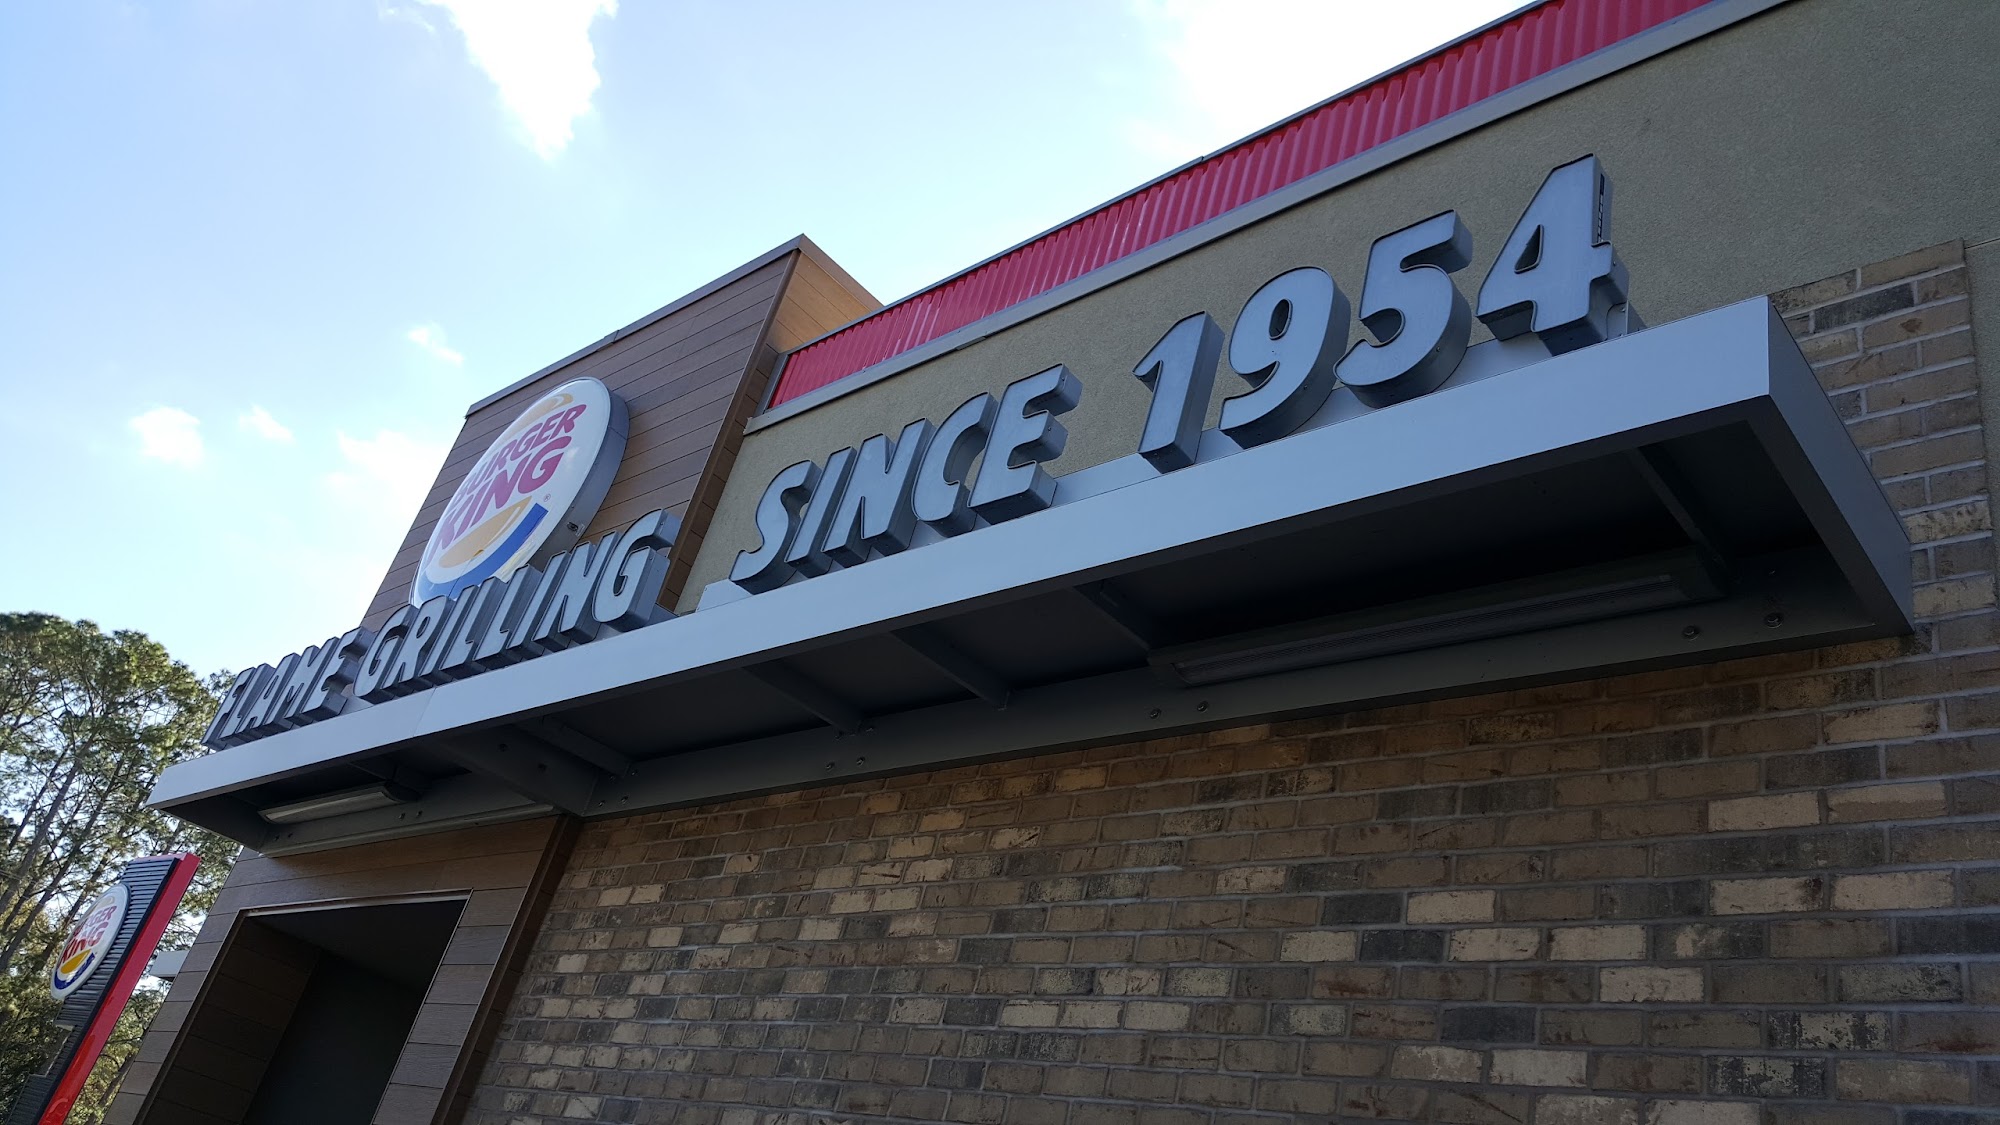 BURGER
KING
®
FLAME GRILLING SINCE 1954
BURGER
KING